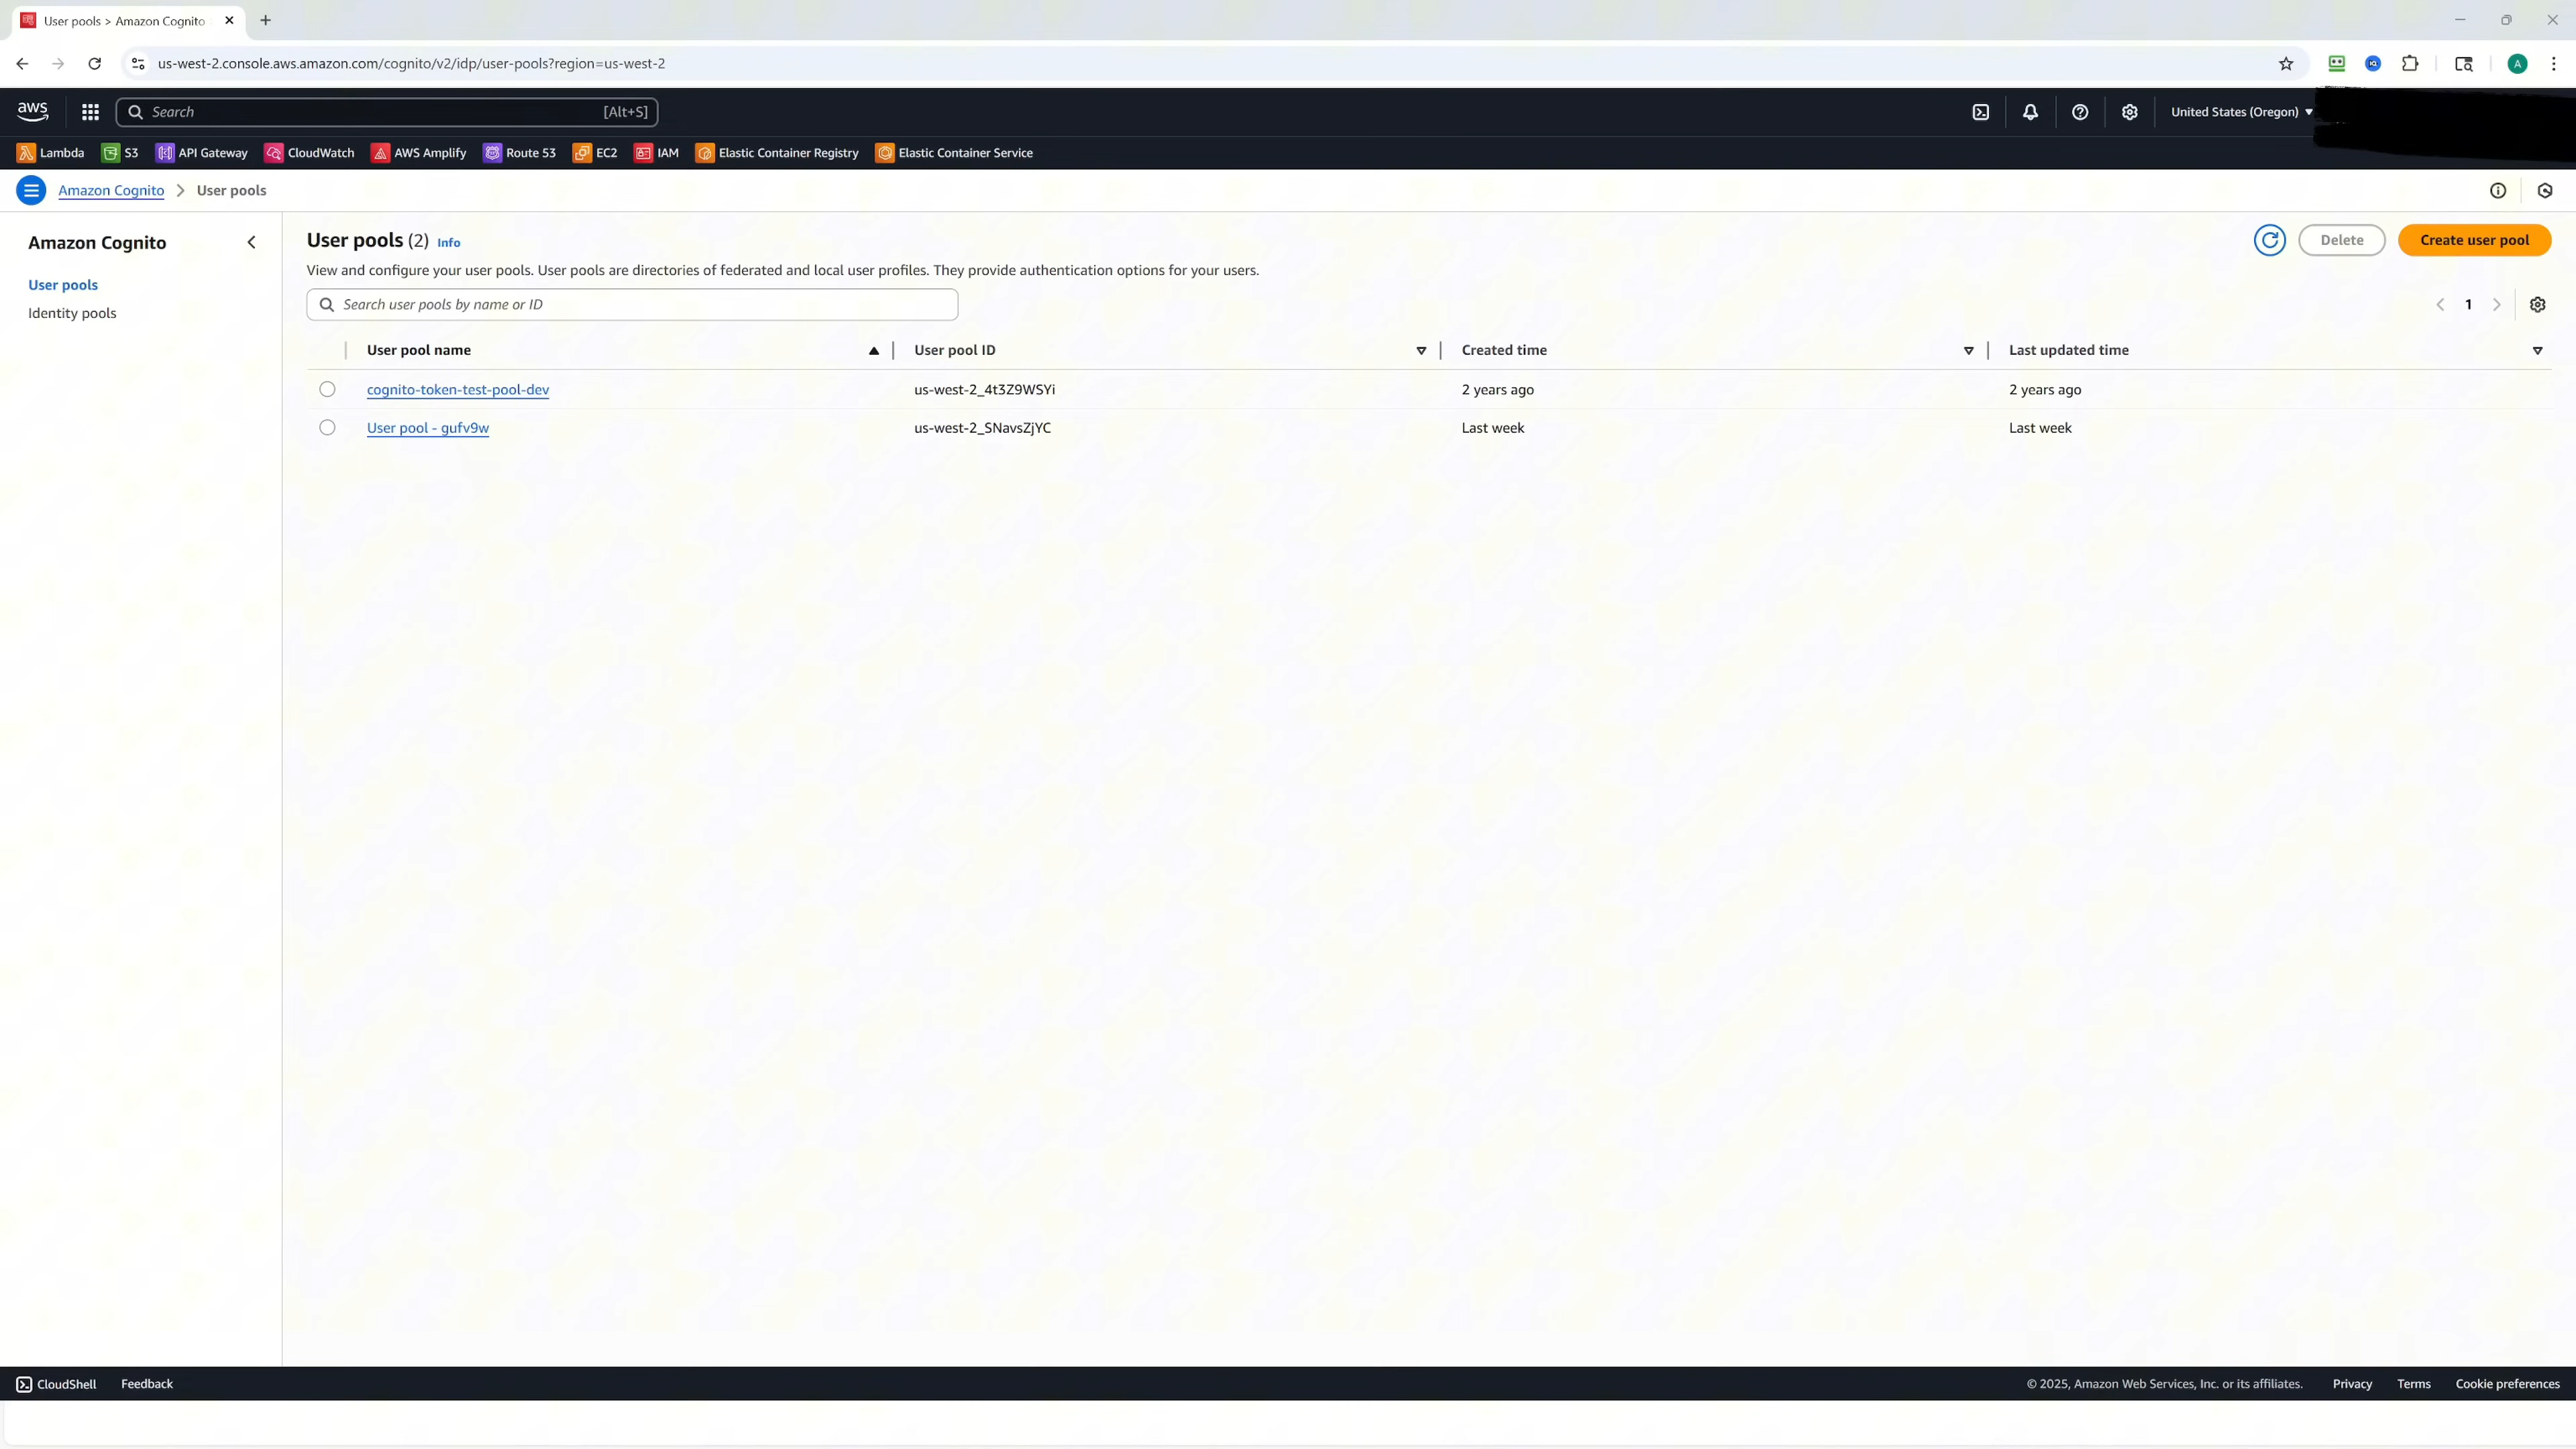 User pools > Amazon Cognito
us-west-2.console.aws.amazon.com/cognito/v2/idp/user-pools?region=us-west-2
A
aws
Search [Alt+S]
United States (Oregon)
Lambda S3 API Gateway CloudWatch AWS Amplify Route 53 EC2 IAM Elastic Container Registry Elastic Container Service
Amazon Cognito > User pools
Amazon Cognito
User pools
Identity pools
User pools (2) Info
Delete Create user pool
View and configure your user pools. User pools are directories of federated and local user profiles. They provide authentication options for your users.
Search user pools by name or ID
1
User pool name User pool ID Created time Last updated time
cognito-token-test-pool-dev us-west-2_4t3Z9WSYi 2 years ago 2 years ago
User pool - gufv9w us-west-2_SNavsZjYC Last week Last week
CloudShell Feedback © 2025, Amazon Web Services, Inc. or its affiliates. Privacy Terms Cookie preferences